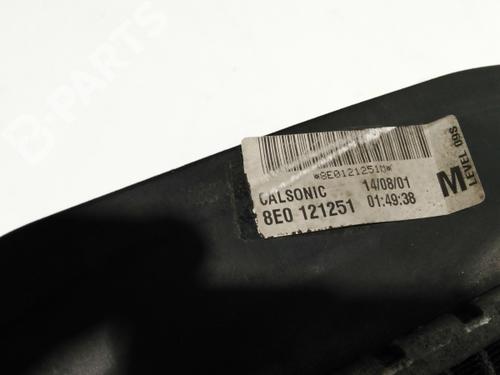 B-PARTS
*8E0121251M*
CALSONIC 14/08/01
8E0 121251 01:49:38
M
LEVEL 09S